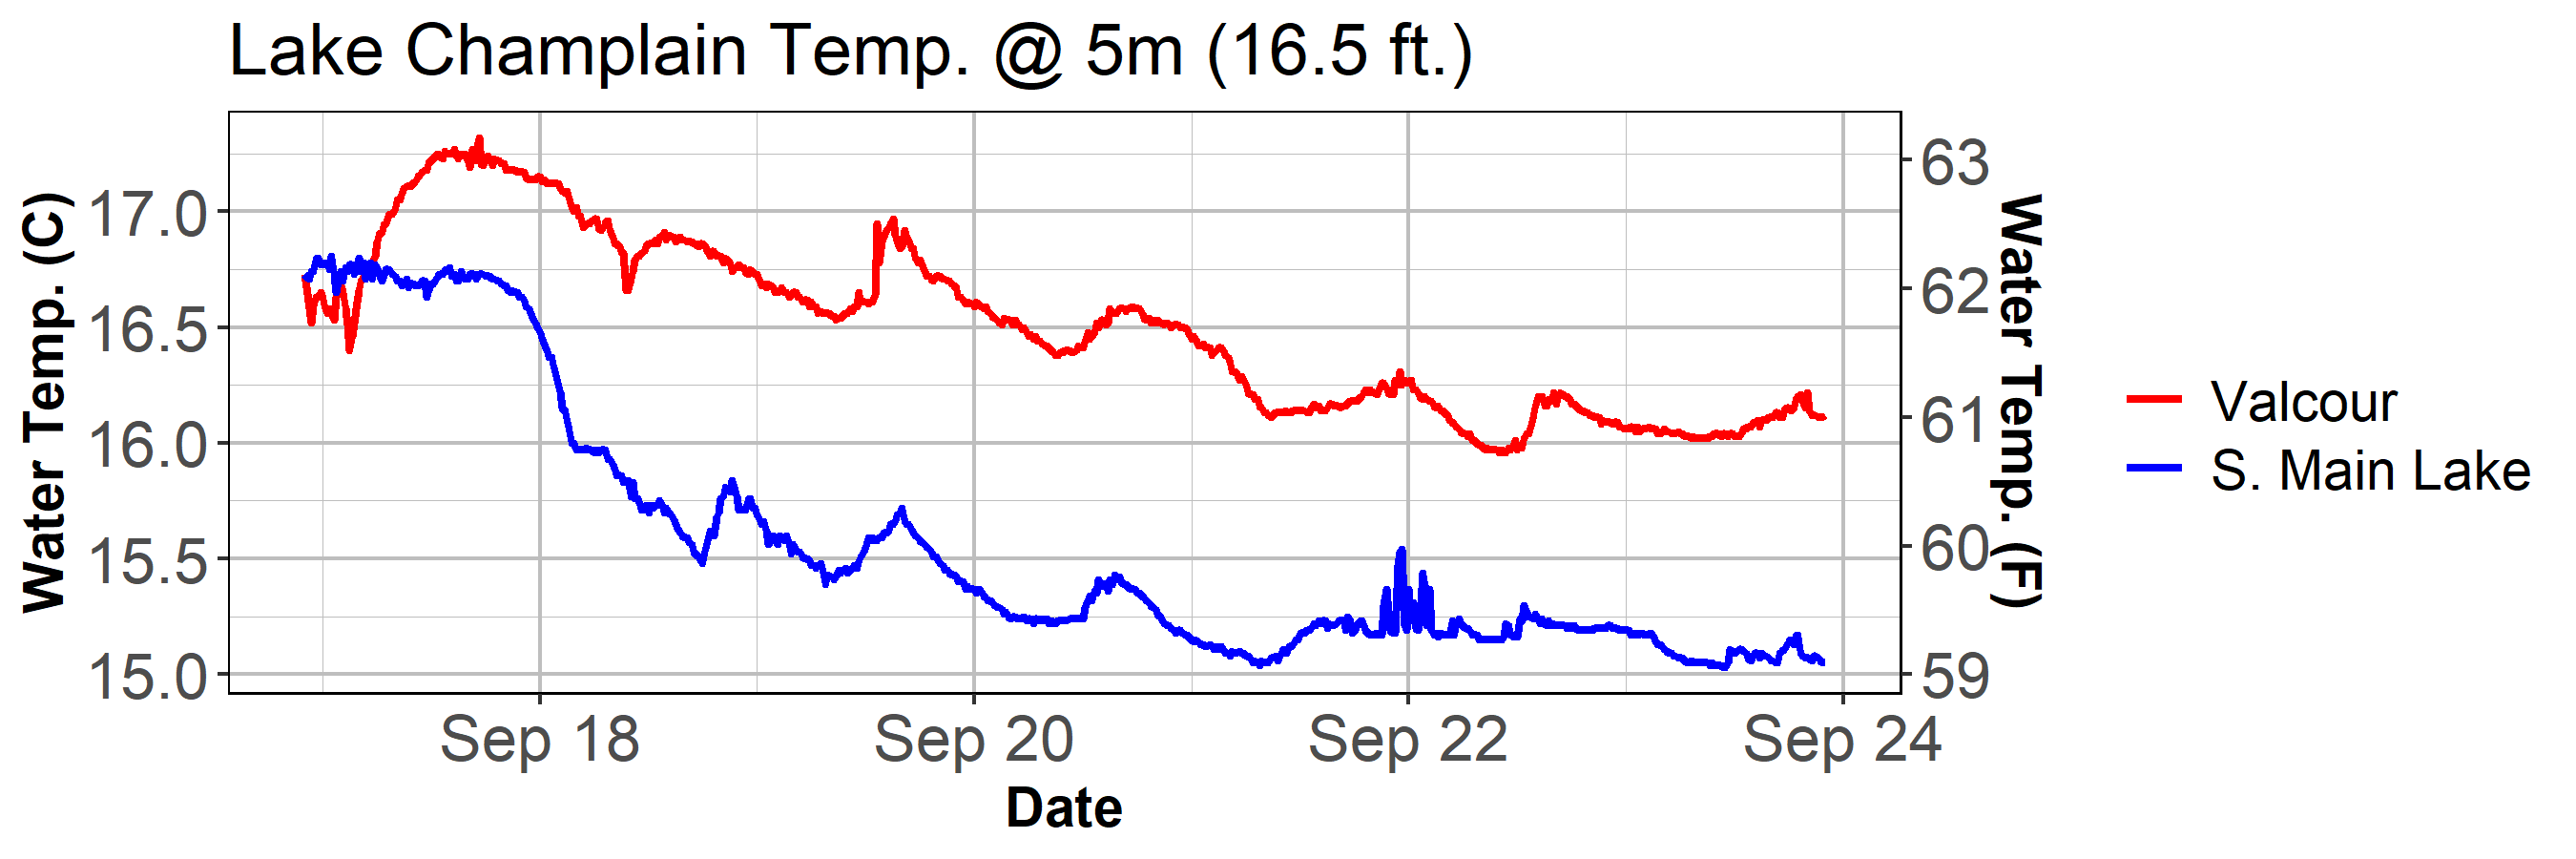 Lake Champlain Temp. @ 5m (16.5 ft.)
Water Temp. (C)
17.0
16.5
16.0
15.5
15.0
63
62
61
60
59
Water Temp. (F)
Sep 18
Sep 20
Sep 22
Sep 24
Date
Valcour
S. Main Lake